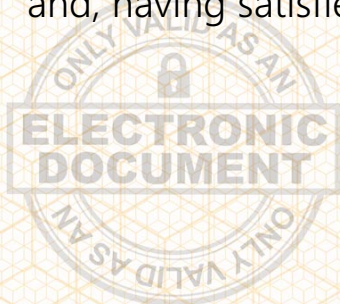 and, having satisfie
ONLY VALID AS AN
ELECTRONIC
DOCUMENT
ONLY VALID AS AN